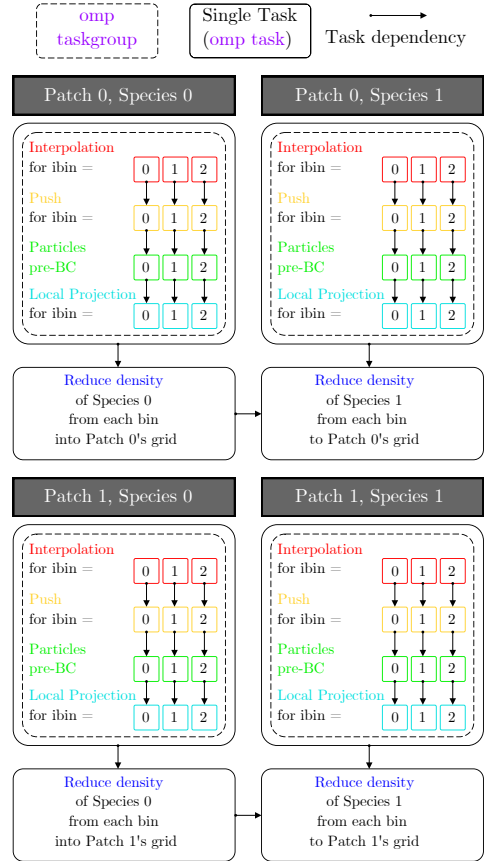 omp
taskgroup
Single Task
(omp task)
Task dependency
Patch 0, Species 0
Interpolation
for ibin = 0 1 2
Push
for ibin = 0 1 2
Particles
pre-BC 0 1 2
Local Projection
for ibin = 0 1 2
Reduce density
of Species 0
from each bin
into Patch 0's grid
Patch 0, Species 1
Interpolation
for ibin = 0 1 2
Push
for ibin = 0 1 2
Particles
pre-BC 0 1 2
Local Projection
for ibin = 0 1 2
Reduce density
of Species 1
from each bin
to Patch 0's grid
Patch 1, Species 0
Interpolation
for ibin = 0 1 2
Push
for ibin = 0 1 2
Particles
pre-BC 0 1 2
Local Projection
for ibin = 0 1 2
Reduce density
of Species 0
from each bin
into Patch 1's grid
Patch 1, Species 1
Interpolation
for ibin = 0 1 2
Push
for ibin = 0 1 2
Particles
pre-BC 0 1 2
Local Projection
for ibin = 0 1 2
Reduce density
of Species 1
from each bin
to Patch 1's grid